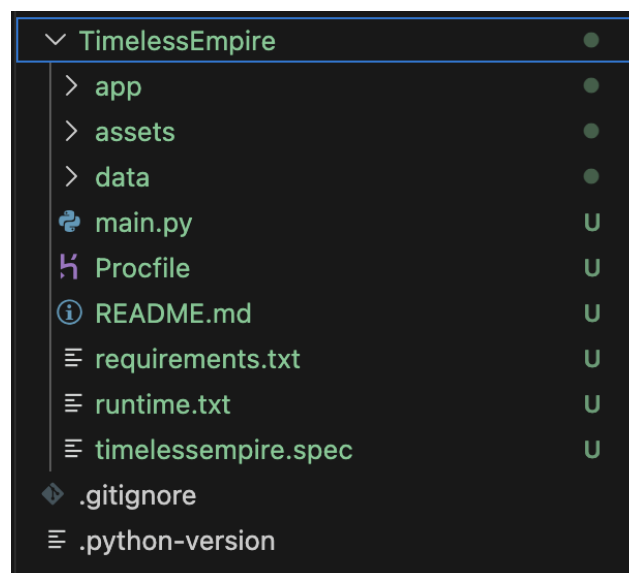 TimelessEmpire
app
assets
data
main.py U
Procfile U
README.md U
requirements.txt U
runtime.txt U
timelessempire.spec U
.gitignore
.python-version